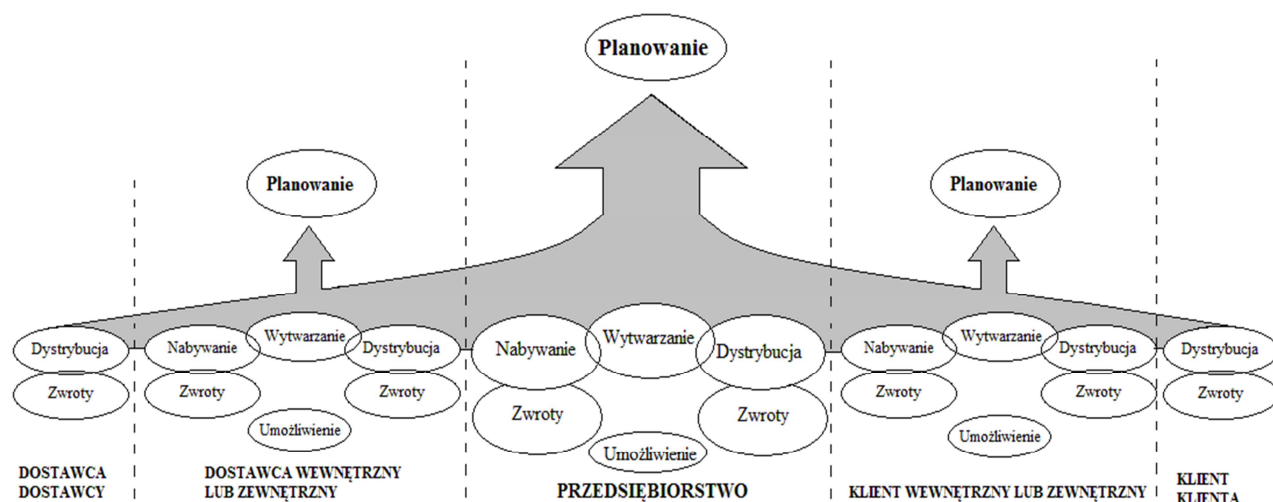 Planowanie
Planowanie
Planowanie
Dystrybucja
Nabywanie
Wytwarzanie
Dystrybucja
Nabywanie
Wytwarzanie
Dystrybucja
Nabywanie
Wytwarzanie
Dystrybucja
Dystrybucja
Zwroty
Zwroty
Zwroty
Zwroty
Zwroty
Zwroty
Zwroty
Zwroty
Umożliwienie
Umożliwienie
Umożliwienie
DOSTAWCA
DOSTAWCY
DOSTAWCA WEWNĘTRZNY
LUB ZEWNĘTRZNY
PRZEDSIĘBIORSTWO
KLIENT WEWNĘTRZNY LUB ZEWNĘTRZNY
KLIENT
KLIENTA